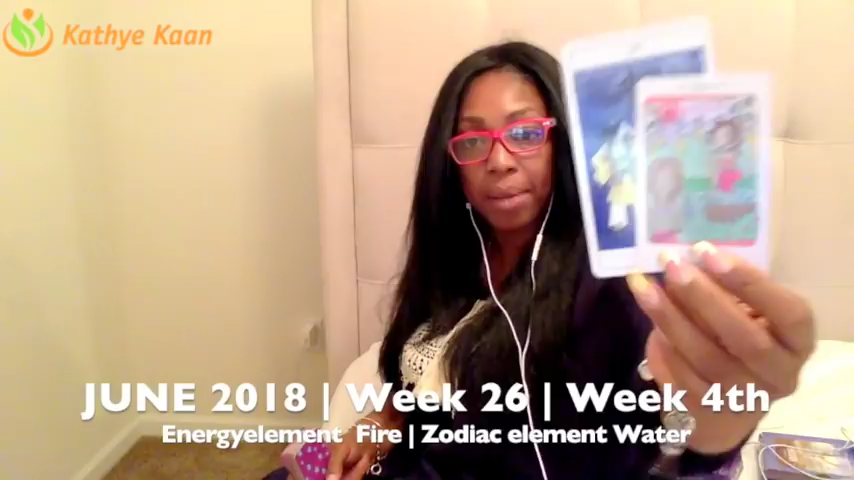 Kathye Kaan
JUNE 2018 | Week 26 | Week 4th
Energyelement Fire | Zodiac element Water